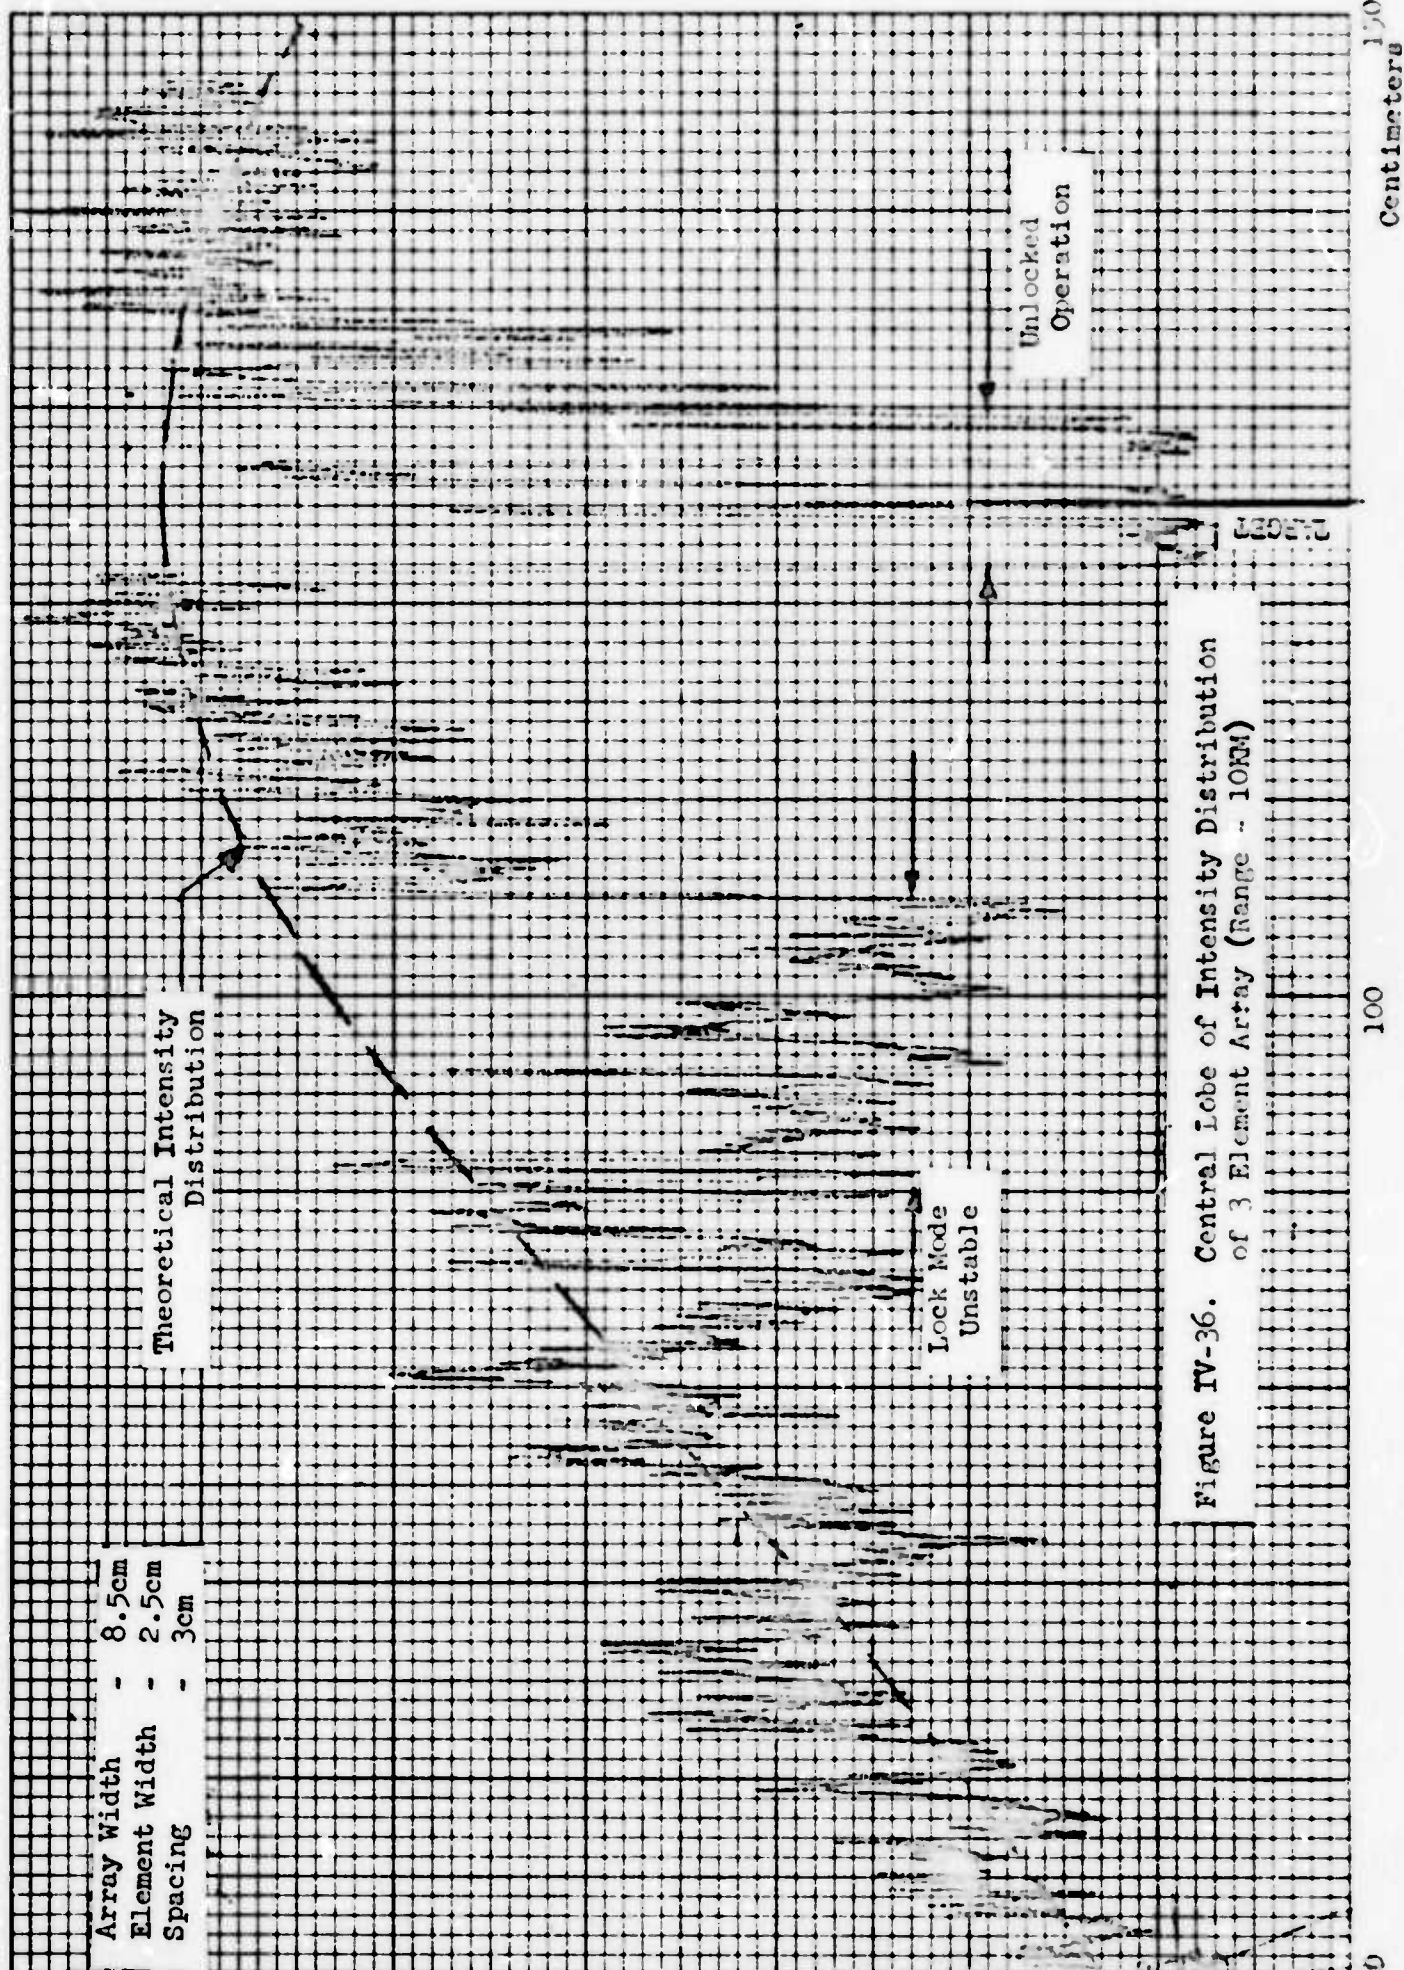 Array Width - 8.5cm
Element Width - 2.5cm
Spacing - 3cm
Theoretical Intensity
Distribution
Lock Mode
Unstable
Unlocked
Operation
Figure IV-36. Central Lobe of Intensity Distribution
of 3 Element Array (Range - 10KM)
100
Centimeters